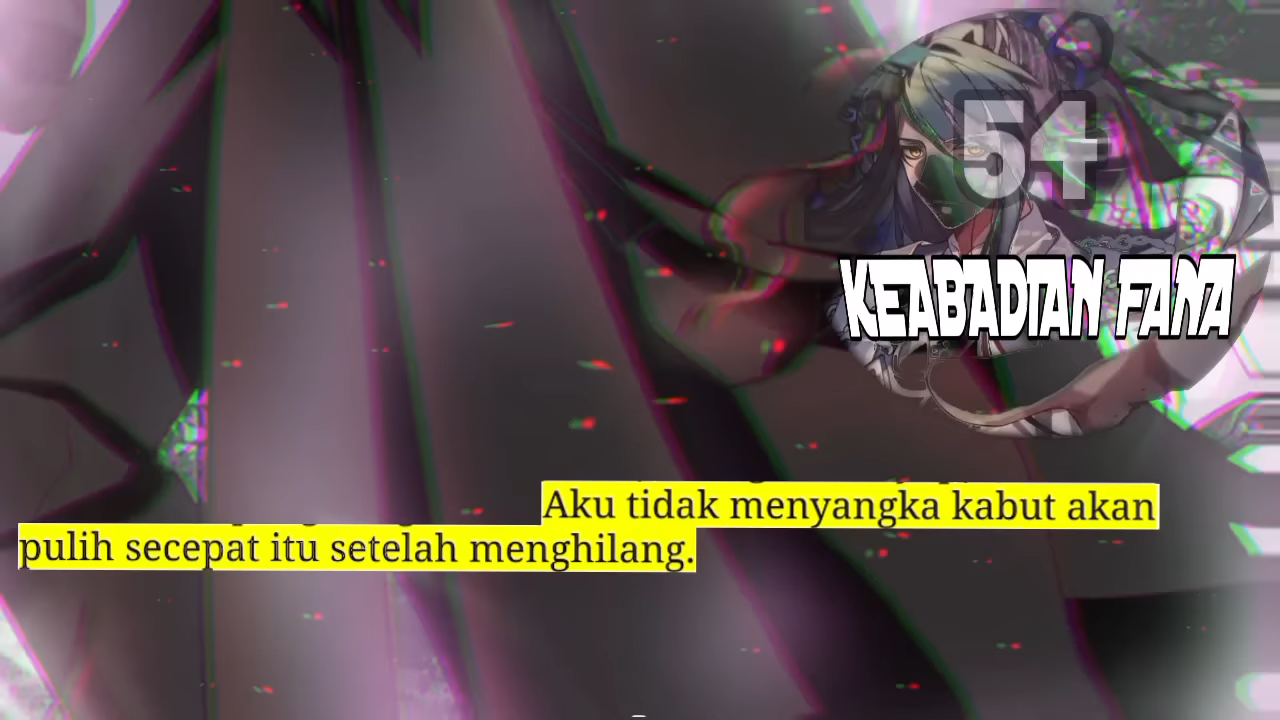 54
KEABADIAN FANA
Aku tidak menyangka kabut akan
pulih secepat itu setelah menghilang.